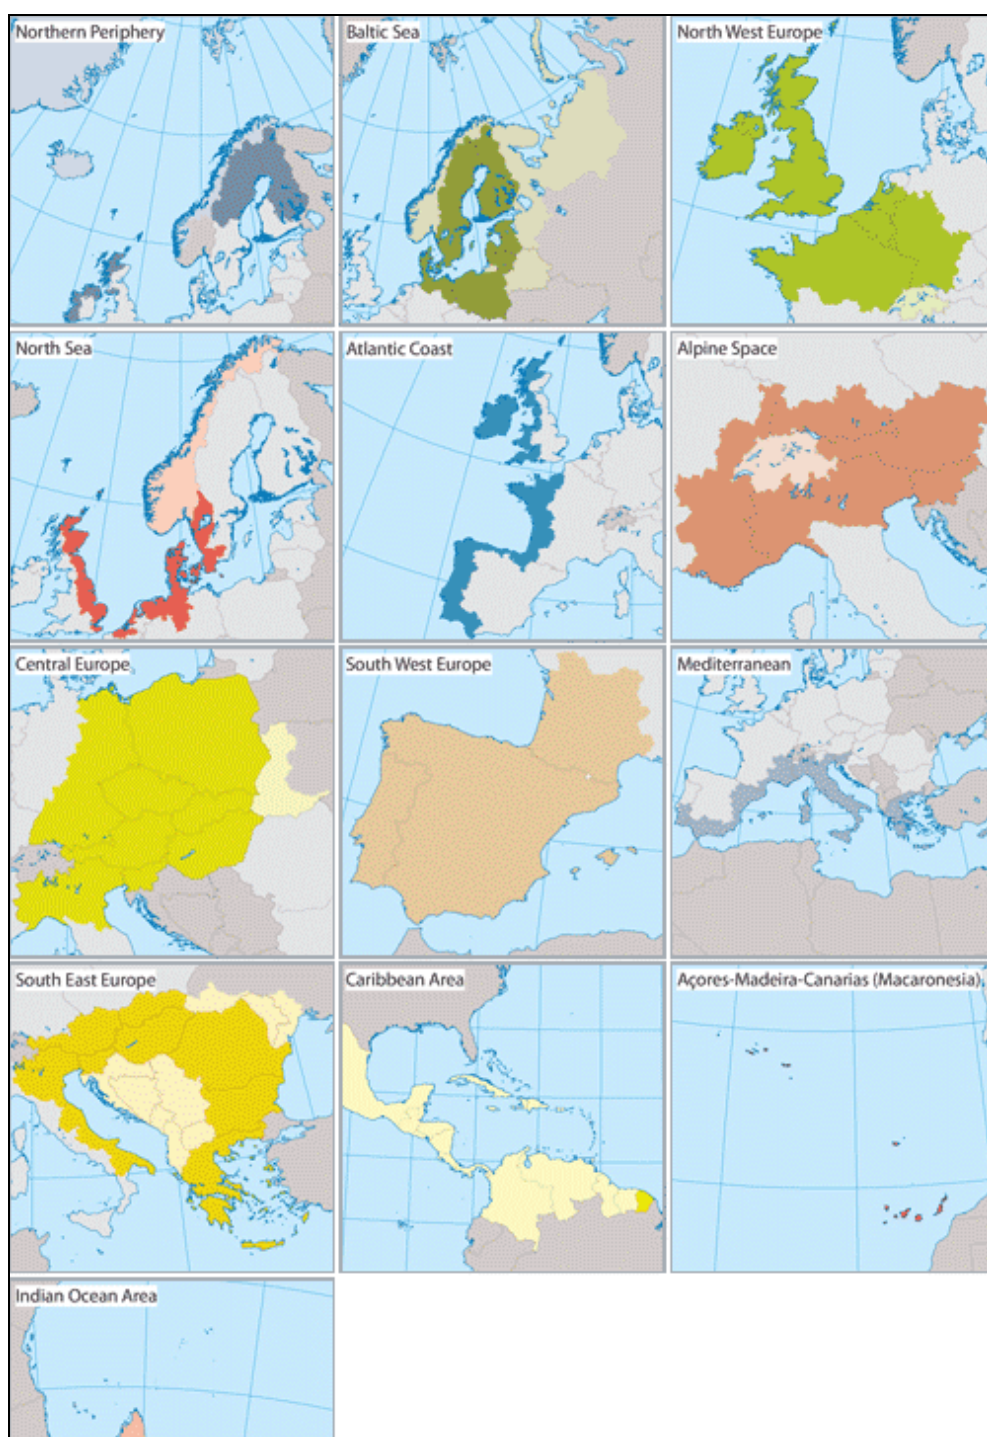 Northern Periphery
Baltic Sea
North West Europe
North Sea
Atlantic Coast
Alpine Space
Central Europe
South West Europe
Mediterranean
South East Europe
Caribbean Area
Açores-Madeira-Canarias (Macaronesia)
Indian Ocean Area